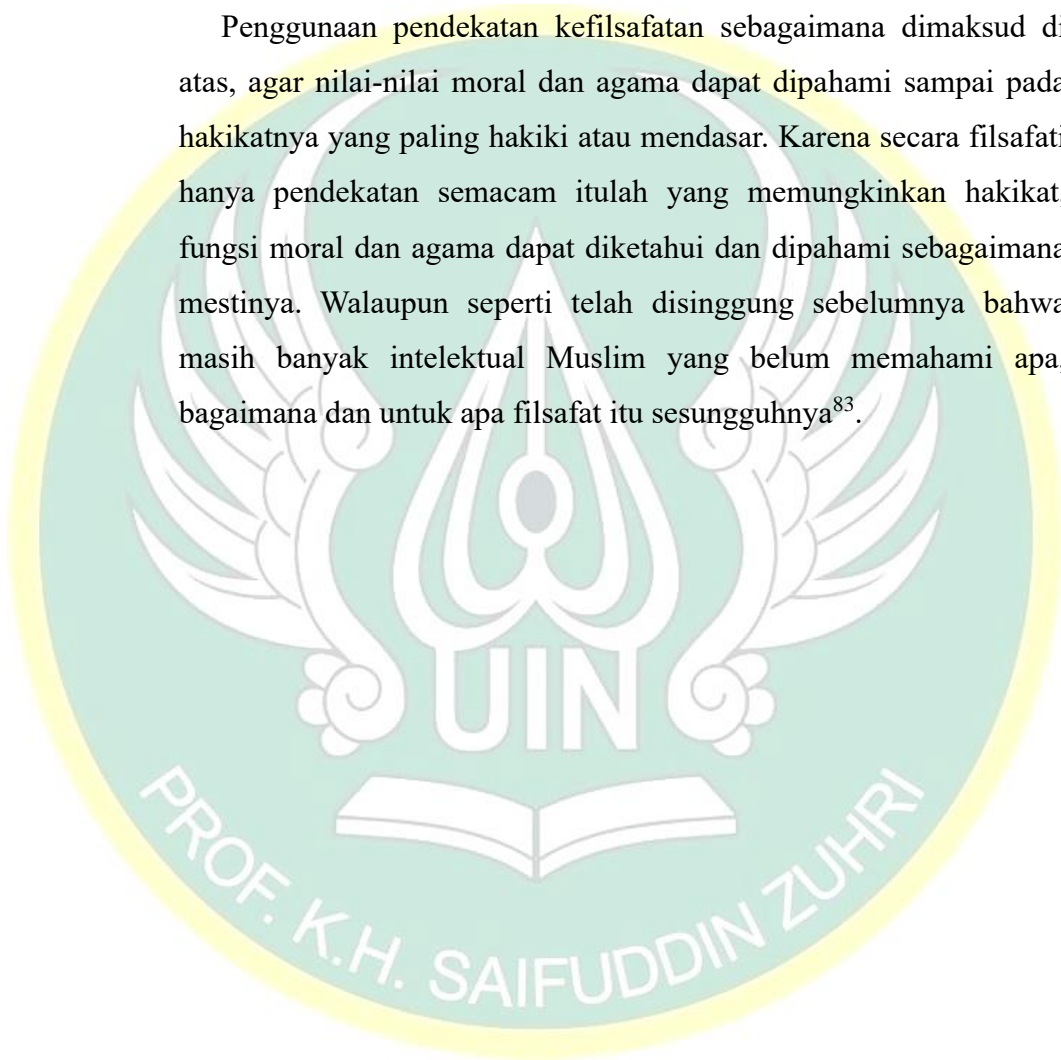 Penggunaan pendekatan kefilsafatan sebagaimana dimaksud di
atas, agar nilai-nilai moral dan agama dapat dipahami sampai pada
hakikatnya yang paling hakiki atau mendasar. Karena secara filsafati
hanya pendekatan semacam itulah yang memungkinkan hakikat,
fungsi moral dan agama dapat diketahui dan dipahami sebagaimana
mestinya. Walaupun seperti telah disinggung sebelumnya bahwa
masih banyak intelektual Muslim yang belum memahami apa,
bagaimana dan untuk apa filsafat itu sesungguhnya⁸³.
UIN
PROF. K.H. SAIFUDDIN ZUHRI